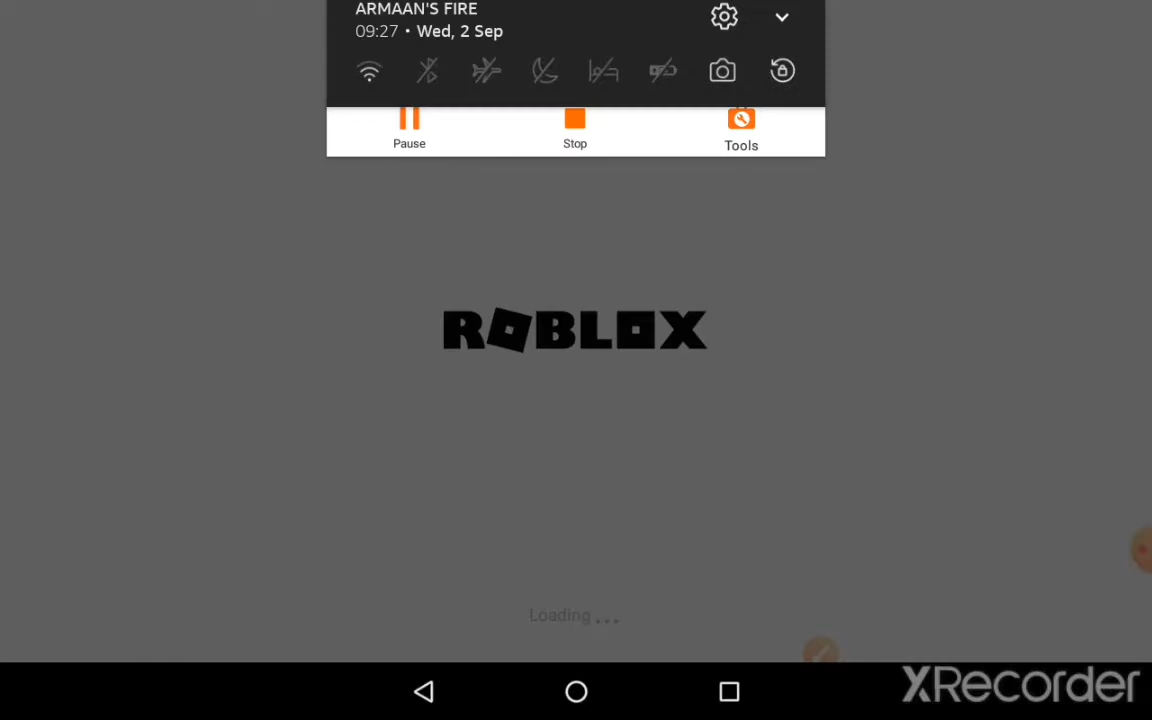 ARMAAN'S FIRE
09:27 • Wed, 2 Sep
Pause
Stop
Tools
ROBLOX
Loading ...
XRecorder